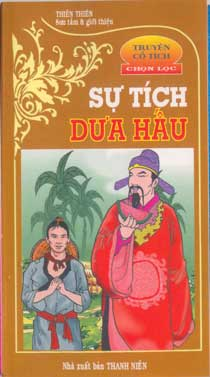 THIÊN THIÊN
Sưu tầm & giới thiệu
TRUYỆN
CỔ TÍCH
CHỌN LỌC
SỰ TÍCH
DƯA HẤU
Nhà xuất bản THANH NIÊN